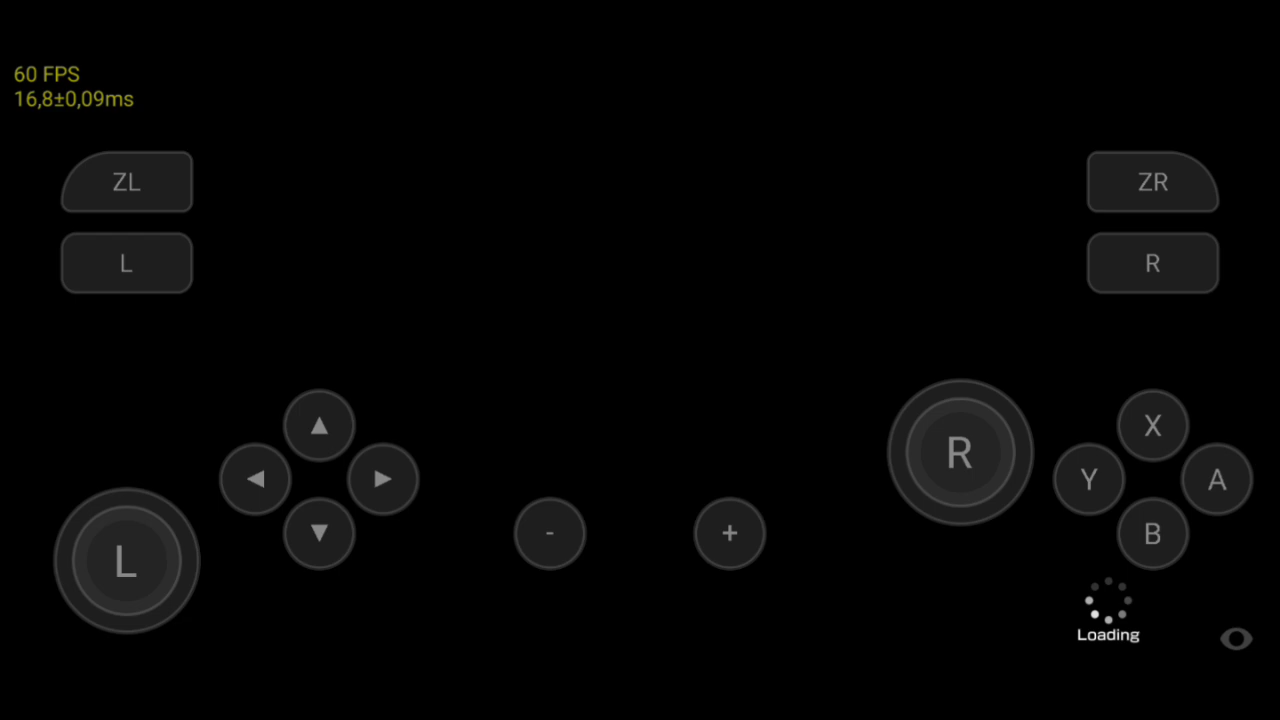 60 FPS
16,8±0,09ms
ZL
ZR
L
R
▲
X
◀
▶
R
Y
A
▼
-
+
B
L
Loading